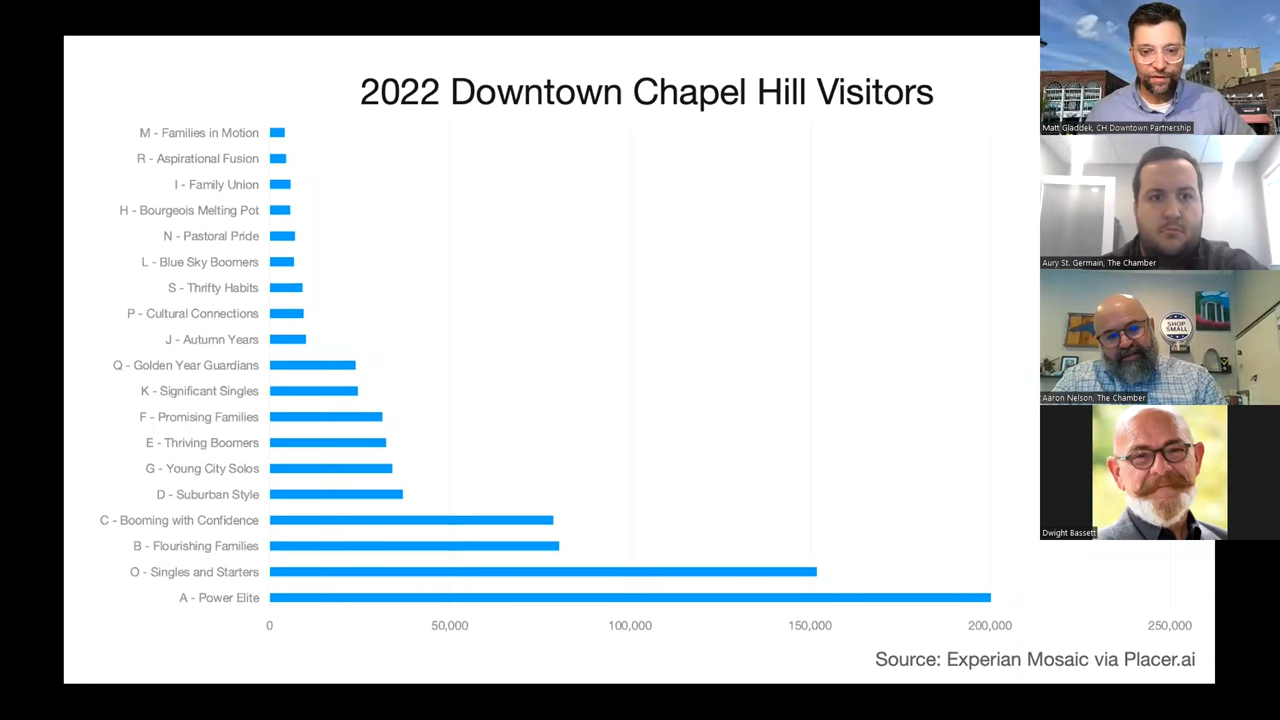 2022 Downtown Chapel Hill Visitors
M - Families in Motion
R - Aspirational Fusion
I - Family Union
H - Bourgeois Melting Pot
N - Pastoral Pride
L - Blue Sky Boomers
S - Thrifty Habits
P - Cultural Connections
J - Autumn Years
Q - Golden Year Guardians
K - Significant Singles
F - Promising Families
E - Thriving Boomers
G - Young City Solos
D - Suburban Style
C - Booming with Confidence
B - Flourishing Families
O - Singles and Starters
A - Power Elite
0 50,000 100,000 150,000 200,000 250,000
Source: Experian Mosaic via Placer.ai
Matt Gladdek, CH Downtown Partnership
Aury St. Germain, The Chamber
SHOP
SMALL
Aaron Nelson, The Chamber
Dwight Bassett